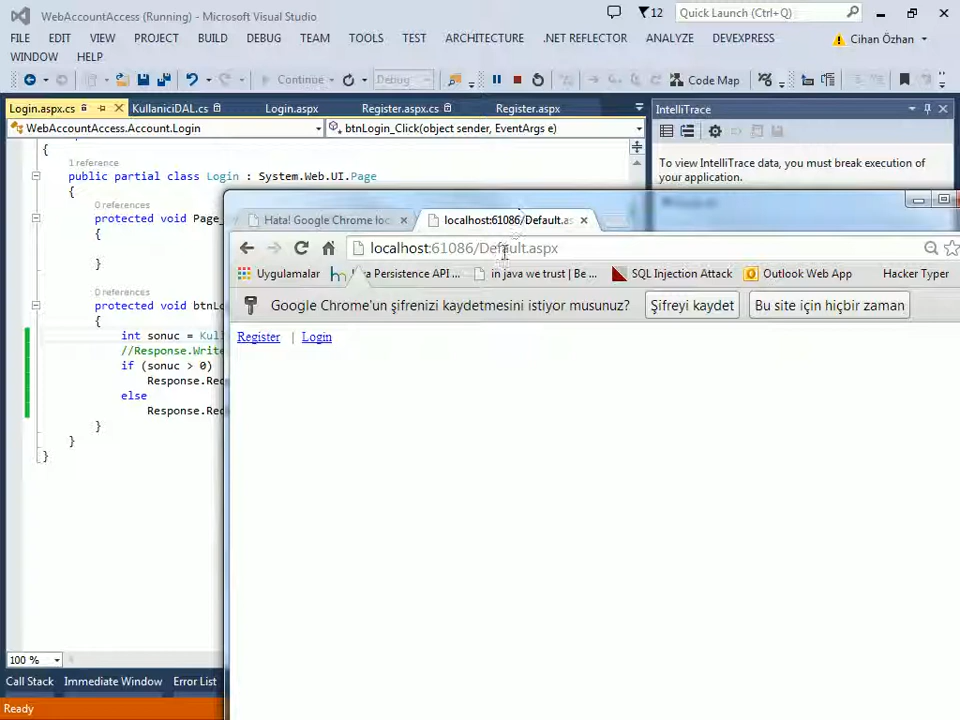 WebAccountAccess (Running) - Microsoft Visual Studio
12
Quick Launch (Ctrl+Q)
FILE EDIT VIEW PROJECT BUILD DEBUG TEAM TOOLS TEST ARCHITECTURE .NET REFLECTOR ANALYZE DEVEXPRESS
Cihan Özhan
WINDOW HELP
Continue Debug Code Map
Login.aspx.cs KullaniciDAL.cs Login.aspx Register.aspx.cs Register.aspx
IntelliTrace
WebAccountAccess.Account.Login btnLogin_Click(object sender, EventArgs e)
{
1 reference
public partial class Login : System.Web.UI.Page
{
0 references
protected void Page_
{
}
0 references
protected void btnLo
{
int sonuc = Kull
//Response.Write
if (sonuc > 0)
Response.Red
else
Response.Red
}
}
}
To view IntelliTrace data, you must break execution of
your application.
Hata! Google Chrome loc
localhost:61086/Default.as
localhost:61086/Default.aspx
Uygulamalar
a Persistence API ...
in java we trust | Be ...
SQL Injection Attack
Outlook Web App
Hacker Typer
Google Chrome'un şifrenizi kaydetmesini istiyor musunuz?
Şifreyi kaydet
Bu site için hiçbir zaman
Register | Login
100 %
Call Stack Immediate Window Error List
Ready